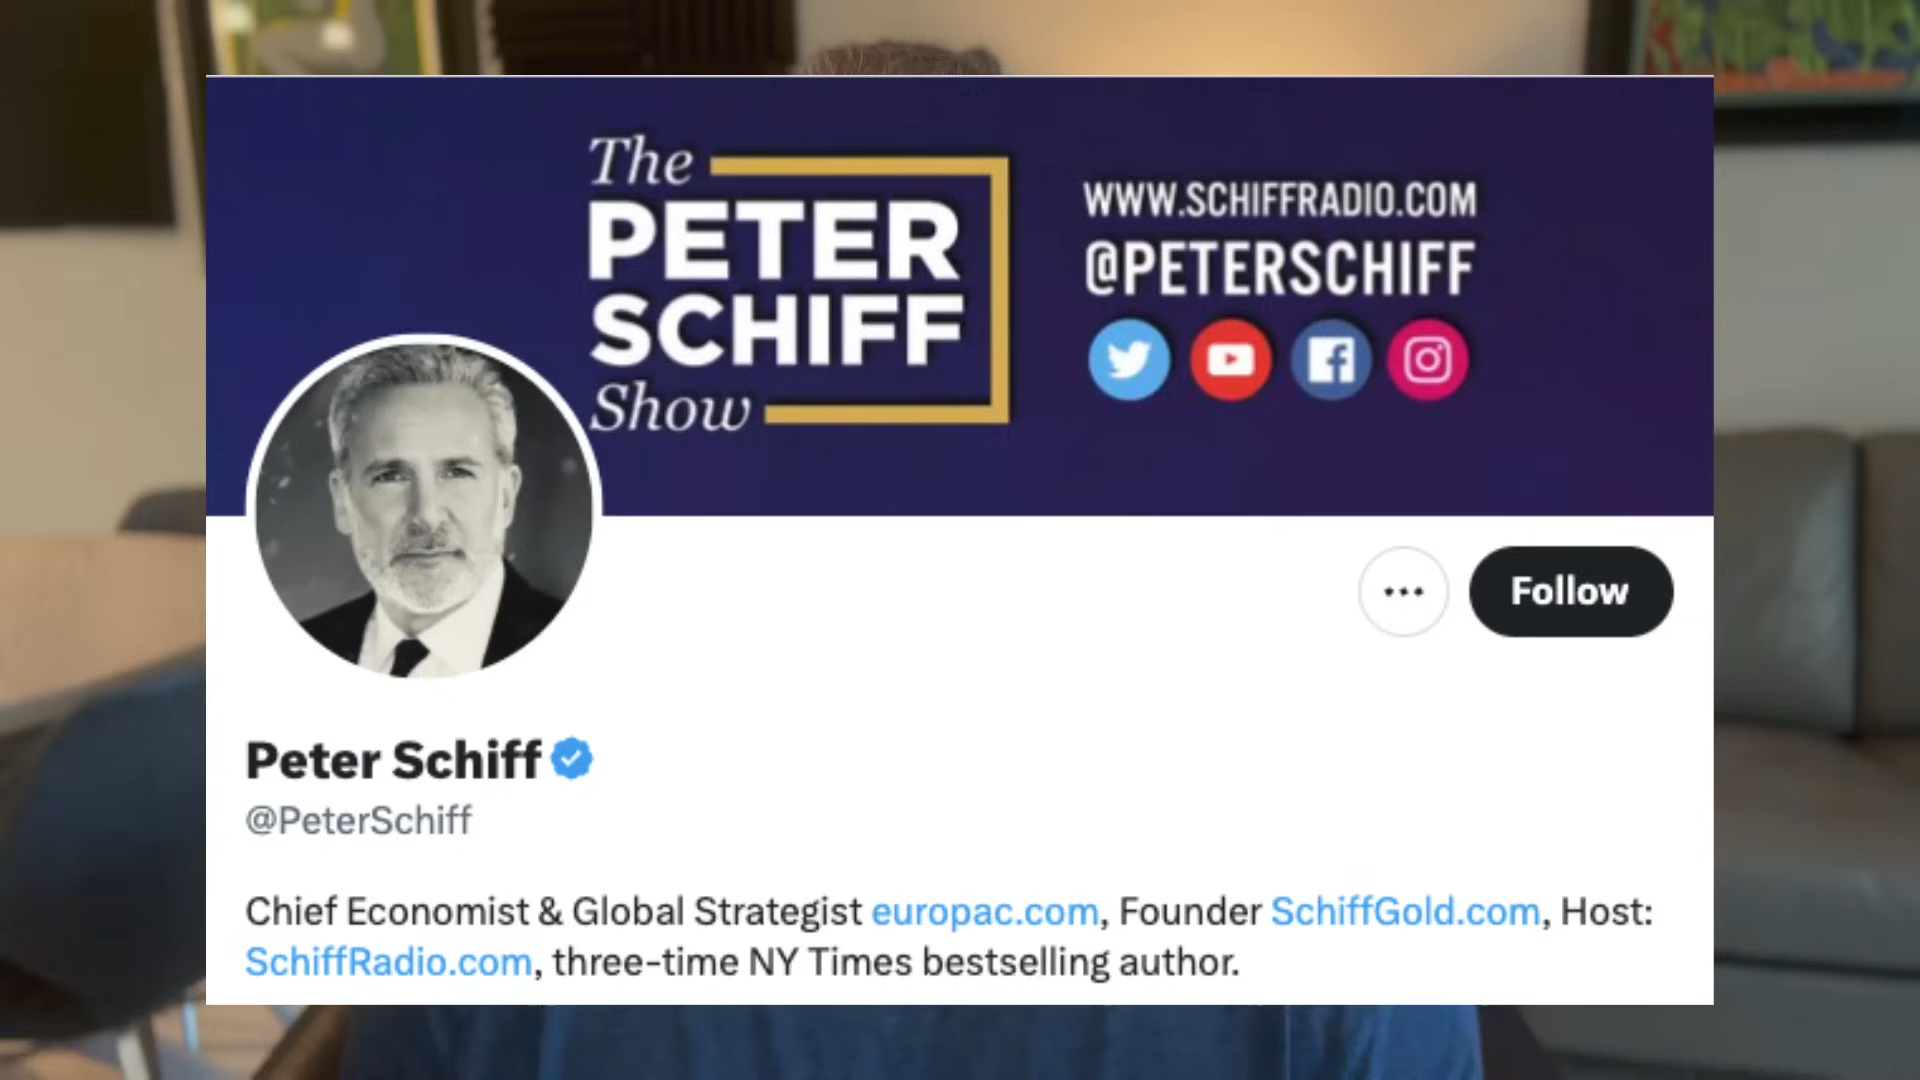 The
PETER
SCHIFF
Show
WWW.SCHIFFRADIO.COM
@PETERSCHIFF
Follow
Peter Schiff
@PeterSchiff
Chief Economist & Global Strategist europac.com, Founder SchiffGold.com, Host:
SchiffRadio.com, three-time NY Times bestselling author.